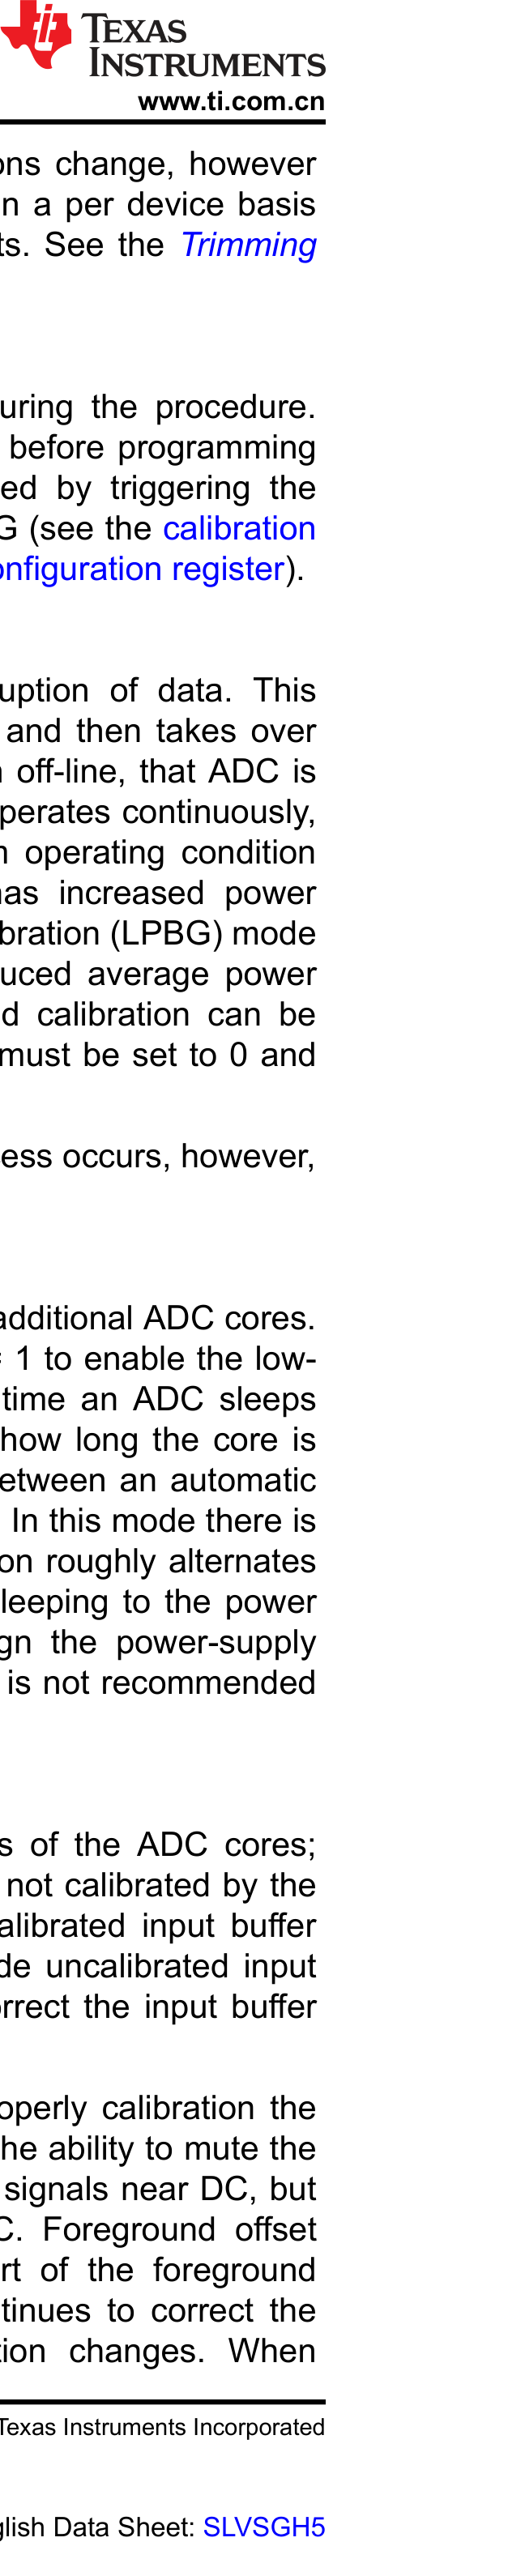 TEXAS
INSTRUMENTS
www.ti.com.cn
ons change, however
n a per device basis
ts. See the Trimming
uring the procedure.
before programming
ed by triggering the
G (see the calibration
onfiguration register).
uption of data. This
and then takes over
off-line, that ADC is
perates continuously,
operating condition
has increased power
bration (LPBG) mode
uced average power
d calibration can be
must be set to 0 and
ess occurs, however,
additional ADC cores.
= 1 to enable the low-
time an ADC sleeps
how long the core is
etween an automatic
In this mode there is
on roughly alternates
leeping to the power
gn the power-supply
is not recommended
s of the ADC cores;
not calibrated by the
alibrated input buffer
de uncalibrated input
rrect the input buffer
operly calibration the
he ability to mute the
signals near DC, but
C. Foreground offset
rt of the foreground
tinues to correct the
tion changes. When
Texas Instruments Incorporated
glish Data Sheet: SLVSGH5